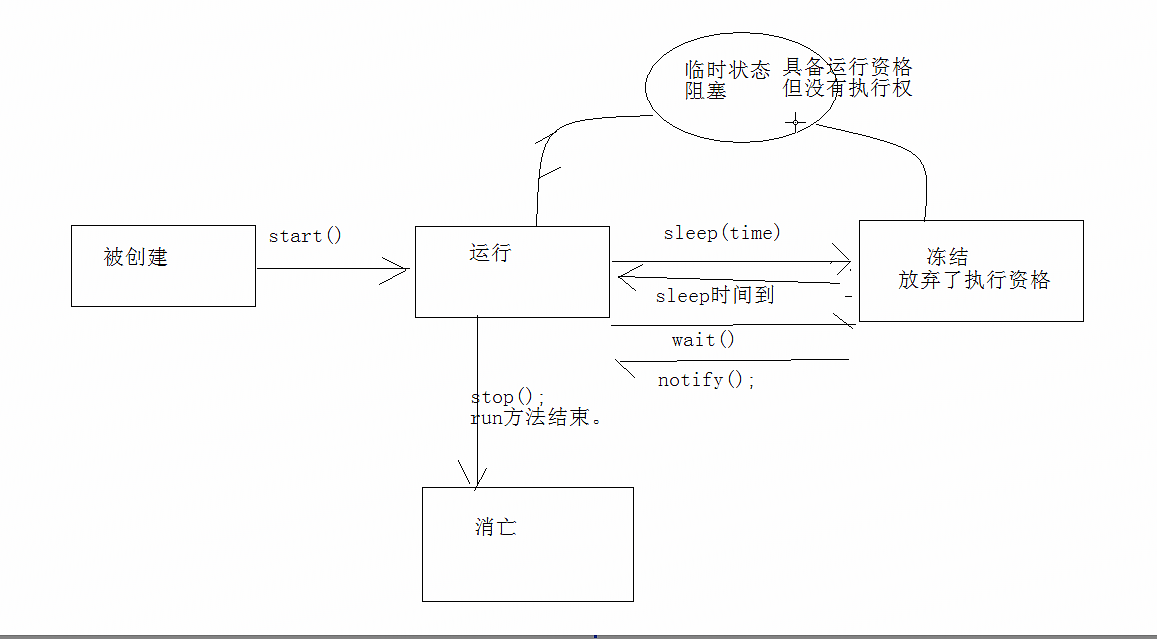 临时状态 具备运行资格
阻塞 但没有执行权
被创建
start()
运行
sleep(time)
冻结
放弃了执行资格
sleep时间到
wait()
notify();
stop();
run方法结束。
消亡